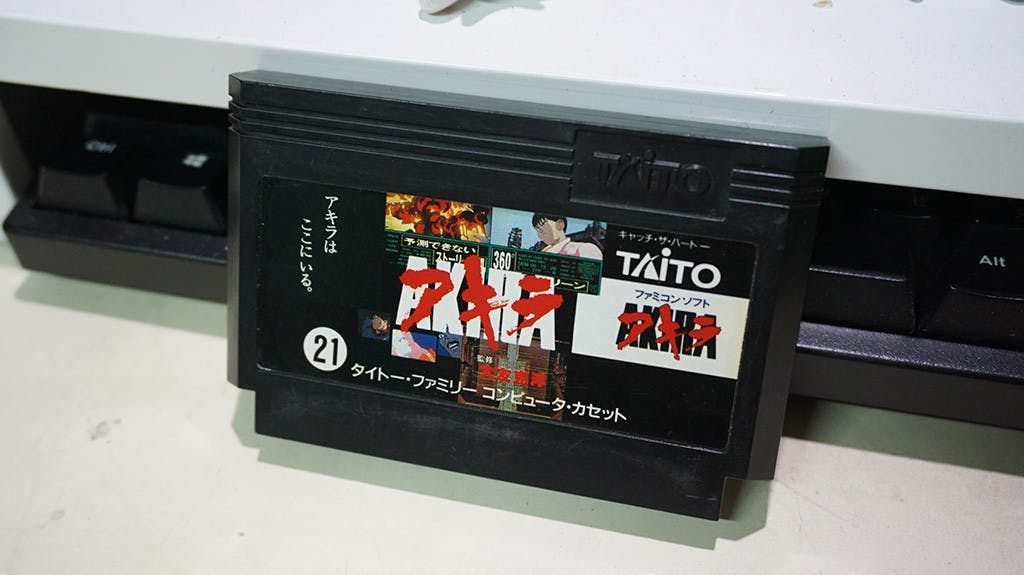 Ctrl
TAITO
アキラは
ここにいる。
予測できない
ストーリー
360°
AKIRA
アキラ
監修
21
タイトー・ファミリーコンピュータ・カセット
キャッチ・ザ・ハートー
TAITO
ファミコンソフト
AKIRA
アキラ
Alt